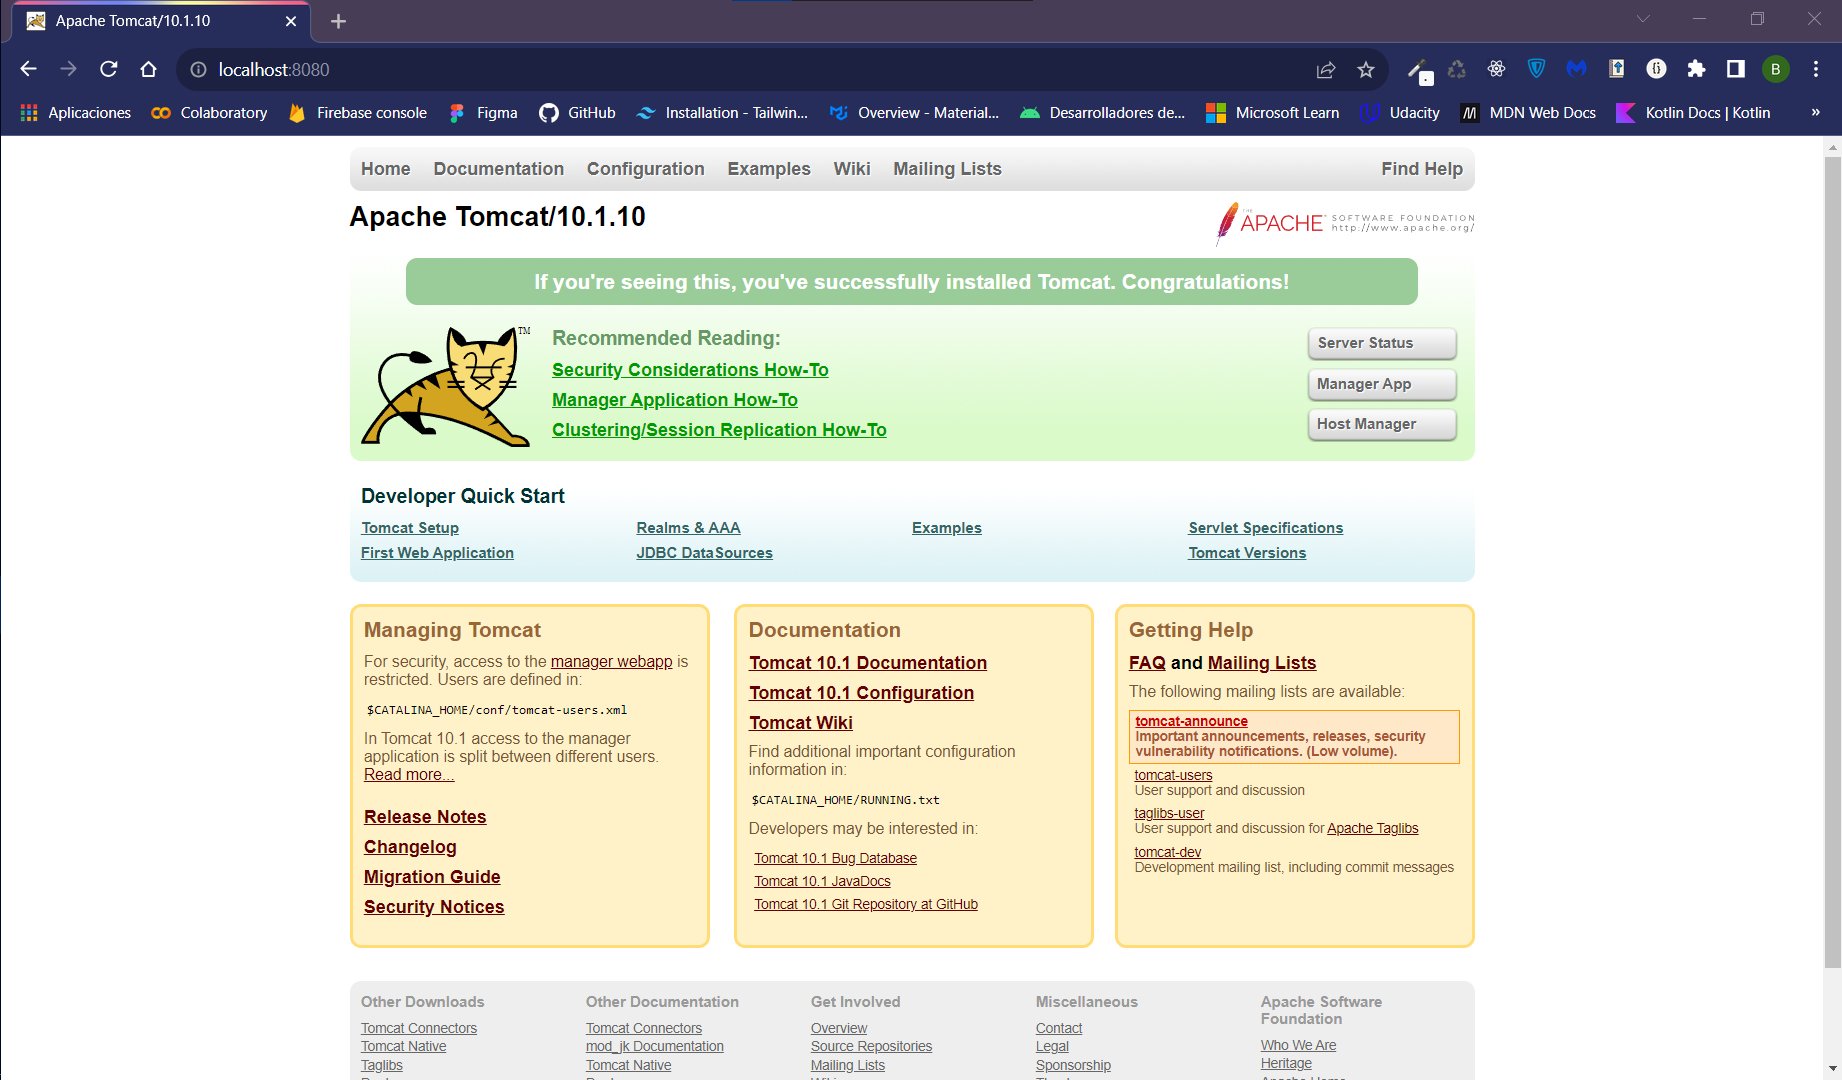 Apache Tomcat/10.1.10
localhost:8080
B
Aplicaciones Colaboratory Firebase console Figma GitHub Installation - Tailwin... Overview - Material... Desarrolladores de... Microsoft Learn Udacity MDN Web Docs Kotlin Docs | Kotlin »
Home Documentation Configuration Examples Wiki Mailing Lists Find Help
Apache Tomcat/10.1.10
THE APACHE SOFTWARE FOUNDATION
http://www.apache.org/
If you're seeing this, you've successfully installed Tomcat. Congratulations!
TM
Recommended Reading:
Security Considerations How-To
Manager Application How-To
Clustering/Session Replication How-To
Server Status
Manager App
Host Manager
Developer Quick Start
Tomcat Setup
First Web Application
Realms & AAA
JDBC DataSources
Examples
Servlet Specifications
Tomcat Versions
Managing Tomcat
For security, access to the manager webapp is
restricted. Users are defined in:
$CATALINA_HOME/conf/tomcat-users.xml
In Tomcat 10.1 access to the manager
application is split between different users.
Read more...
Release Notes
Changelog
Migration Guide
Security Notices
Documentation
Tomcat 10.1 Documentation
Tomcat 10.1 Configuration
Tomcat Wiki
Find additional important configuration
information in:
$CATALINA_HOME/RUNNING.txt
Developers may be interested in:
Tomcat 10.1 Bug Database
Tomcat 10.1 JavaDocs
Tomcat 10.1 Git Repository at GitHub
Getting Help
FAQ and Mailing Lists
The following mailing lists are available:
tomcat-announce
Important announcements, releases, security
vulnerability notifications. (Low volume).
tomcat-users
User support and discussion
taglibs-user
User support and discussion for Apache Taglibs
tomcat-dev
Development mailing list, including commit messages
Other Downloads
Tomcat Connectors
Tomcat Native
Taglibs
Other Documentation
Tomcat Connectors
mod_jk Documentation
Tomcat Native
Get Involved
Overview
Source Repositories
Mailing Lists
Miscellaneous
Contact
Legal
Sponsorship
Apache Software
Foundation
Who We Are
Heritage